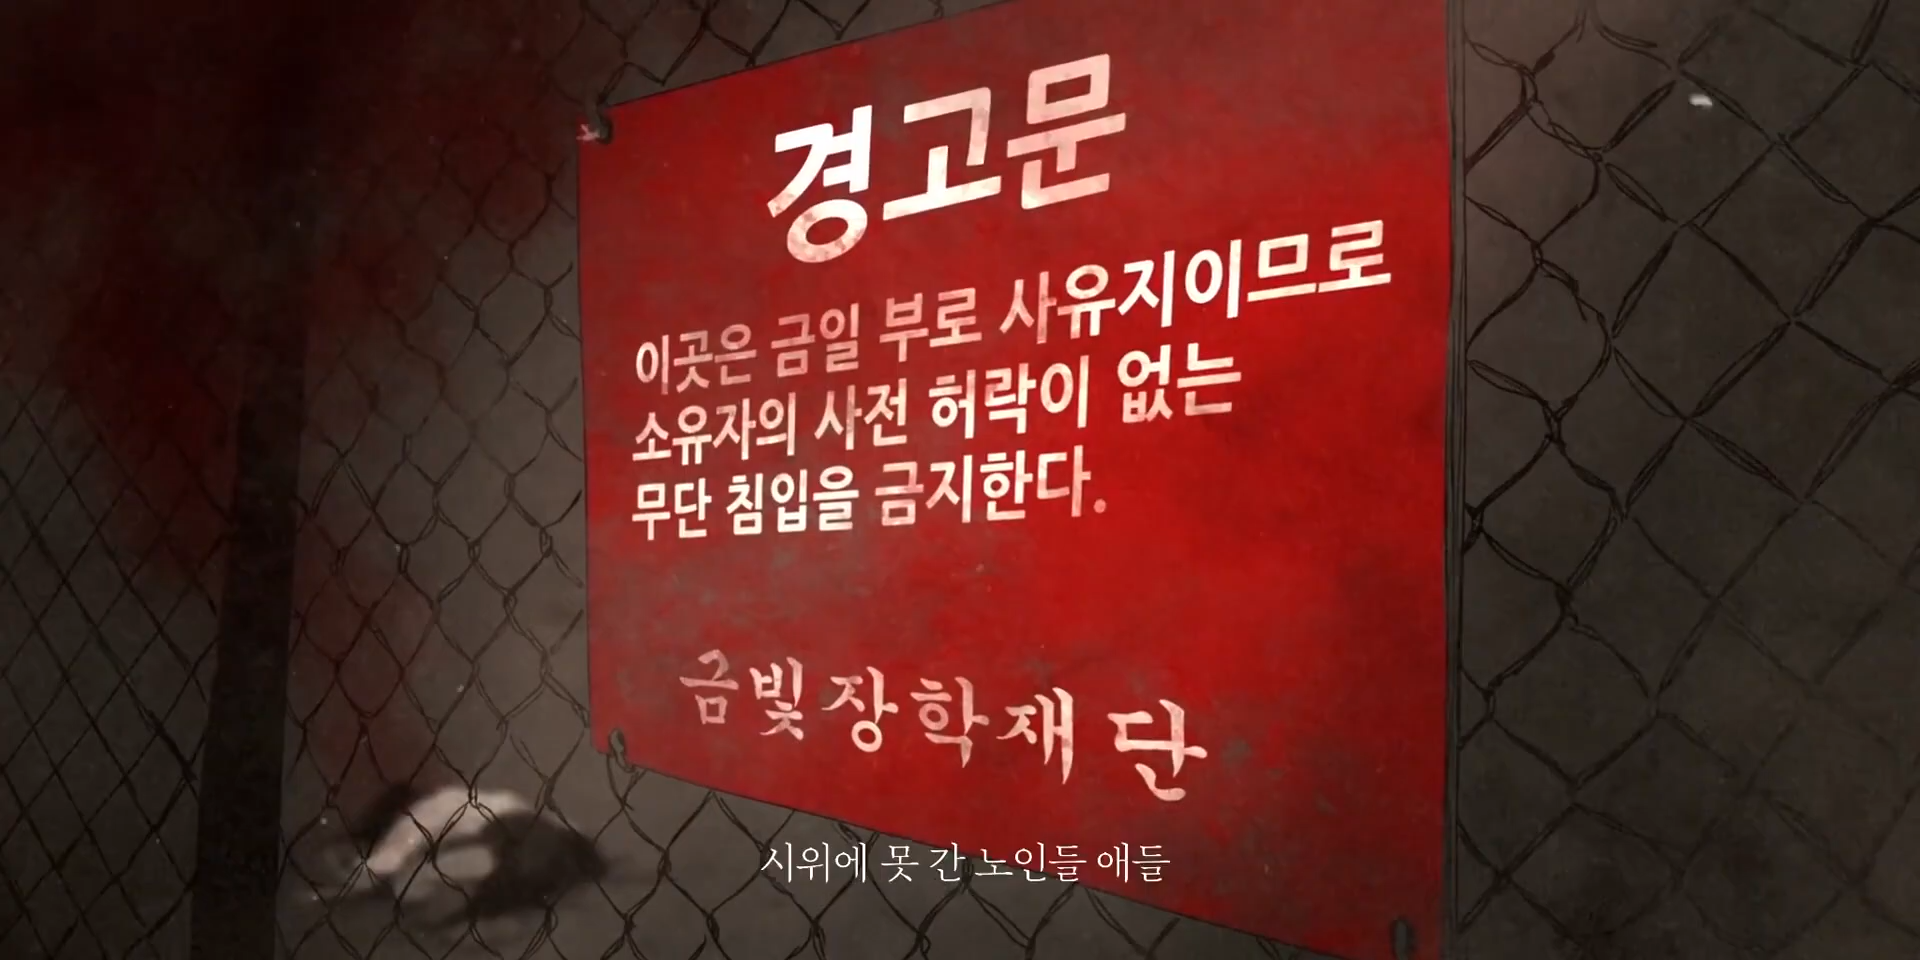 경고문
이곳은 금일 부로 사유지이므로
소유자의 사전 허락이 없는
무단 침입을 금지한다.
금빛장학재단
시위에 못 간 노인들 애들